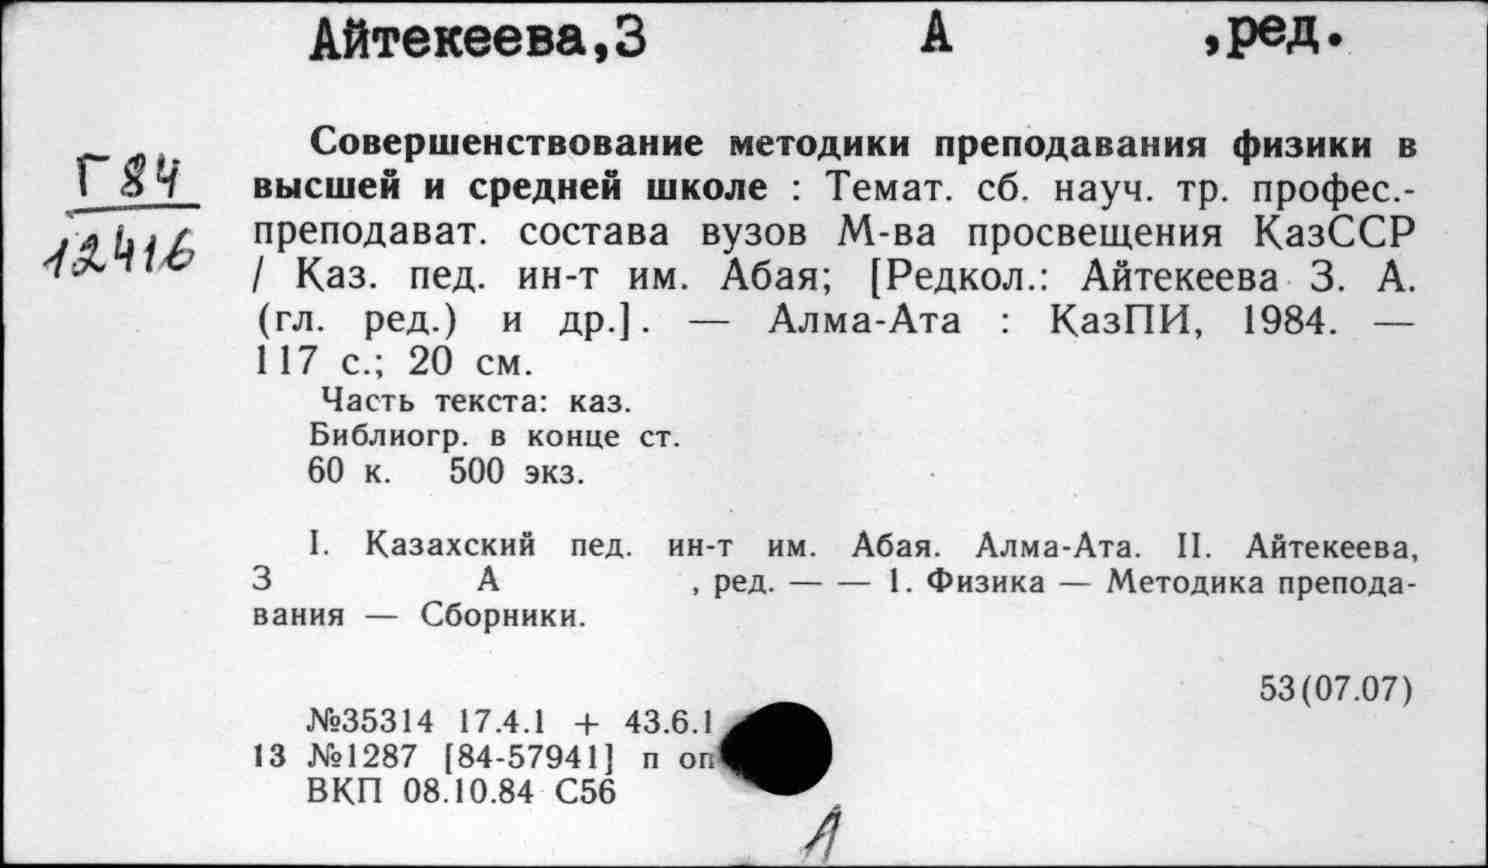 Айтекеева,З А ,ред.
Г84
12416
Совершенствование методики преподавания физики в
высшей и средней школе : Темат. сб. науч. тр. профес.-
преподават. состава вузов М-ва просвещения КазССР
/ Каз. пед. ин-т им. Абая; [Редкол.: Айтекеева З. А.
(гл. ред.) и др.]. — Алма-Ата : КазПИ, 1984. —
117 с.; 20 см.
Часть текста: каз.
Библиогр. в конце ст.
60 к. 500 экз.
I. Казахский пед. ин-т им. Абая. Алма-Ата. II. Айтекеева,
З А , ред. — — 1. Физика — Методика препода-
вания — Сборники.
53(07.07)
№35314 17.4.1 + 43.6.1
13 №1287 [84-57941] п оп
ВКП 08.10.84 С56